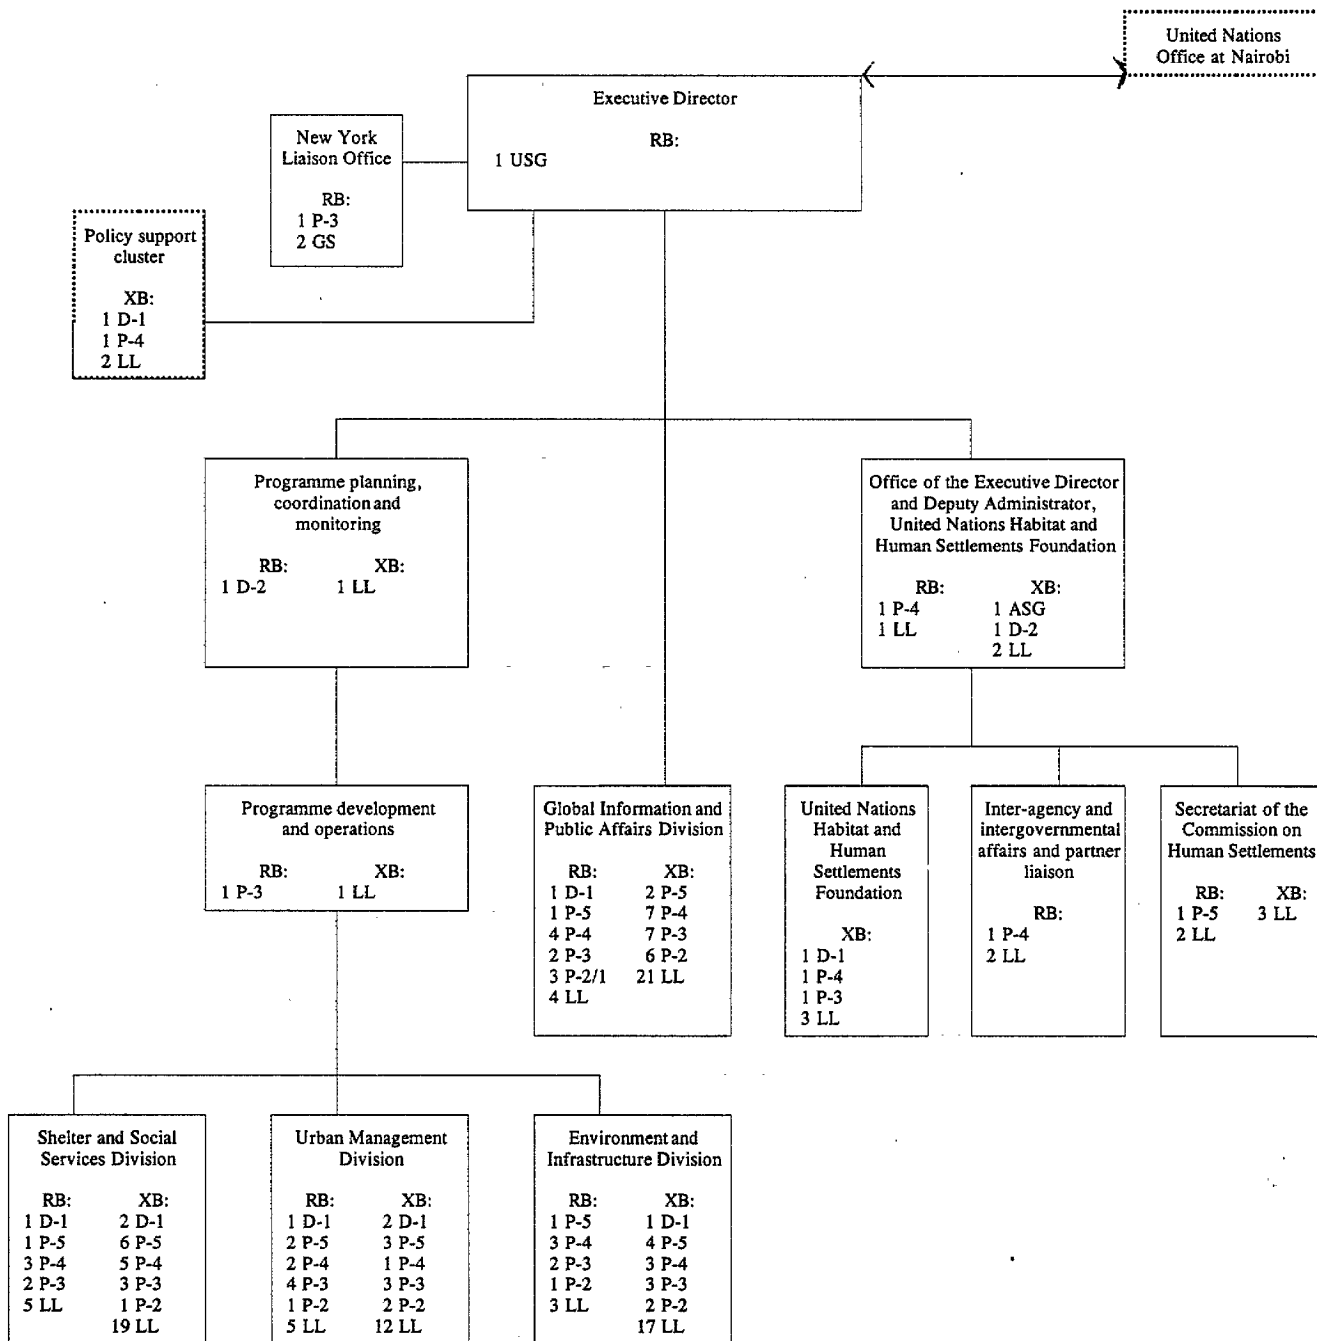 United Nations
Office at Nairobi
Executive Director
RB:
1 USG
New York
Liaison Office
RB:
1 P-3
2 GS
Policy support
cluster
XB:
1 D-1
1 P-4
2 LL
Programme planning,
coordination and
monitoring
RB: XB:
1 D-2 1 LL
Office of the Executive Director
and Deputy Administrator,
United Nations Habitat and
Human Settlements Foundation
RB: XB:
1 P-4 1 ASG
1 LL 1 D-2
2 LL
Programme development
and operations
RB: XB:
1 P-3 1 LL
Global Information and
Public Affairs Division
RB: XB:
1 D-1 2 P-5
1 P-5 7 P-4
4 P-4 7 P-3
2 P-3 6 P-2
3 P-2/1 21 LL
4 LL
United Nations
Habitat and
Human
Settlements
Foundation
XB:
1 D-1
1 P-4
1 P-3
3 LL
Inter-agency and
intergovernmental
affairs and partner
liaison
RB:
1 P-4
2 LL
Secretariat of the
Commission on
Human Settlements
RB: XB:
1 P-5 3 LL
2 LL
Shelter and Social
Services Division
RB: XB:
1 D-1 2 D-1
1 P-5 6 P-5
3 P-4 5 P-4
2 P-3 3 P-3
5 LL 1 P-2
19 LL
Urban Management
Division
RB: XB:
1 D-1 2 D-1
2 P-5 3 P-5
2 P-4 1 P-4
4 P-3 3 P-3
1 P-2 2 P-2
5 LL 12 LL
Environment and
Infrastructure Division
RB: XB:
1 P-5 1 D-1
3 P-4 4 P-5
2 P-3 3 P-4
1 P-2 3 P-3
3 LL 2 P-2
17 LL